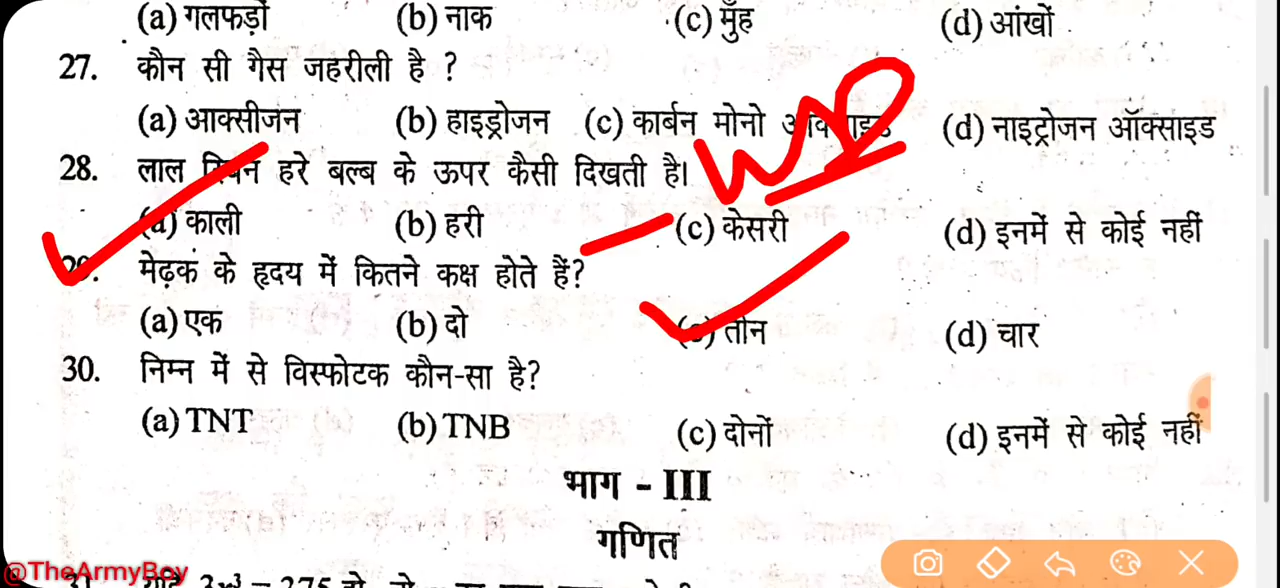 (a) गलफड़ों (b) नाक (c) मुँह (d) आंखों
27. कौन सी गैस जहरीली है ?
(a) आक्सीजन (b) हाइड्रोजन (c) कार्बन मोनो (d) नाइट्रोजन ऑक्साइड
28. लाल हरे बल्ब के ऊपर कैसी दिखती है।
(a) काली (b) हरी (c) केसरी (d) इनमें से कोई नहीं
29. मेढ़कं के हृदय में कितने कक्ष होते हैं?
(a) एक (b) दो (c) तीन (d) चार
30. निम्न में से विस्फोटक कौन-सा है?
(a) TNT (b) TNB (c) दोनों (d) इनमें से कोई नहीं
भाग - III
गणित
@TheArmyBoy